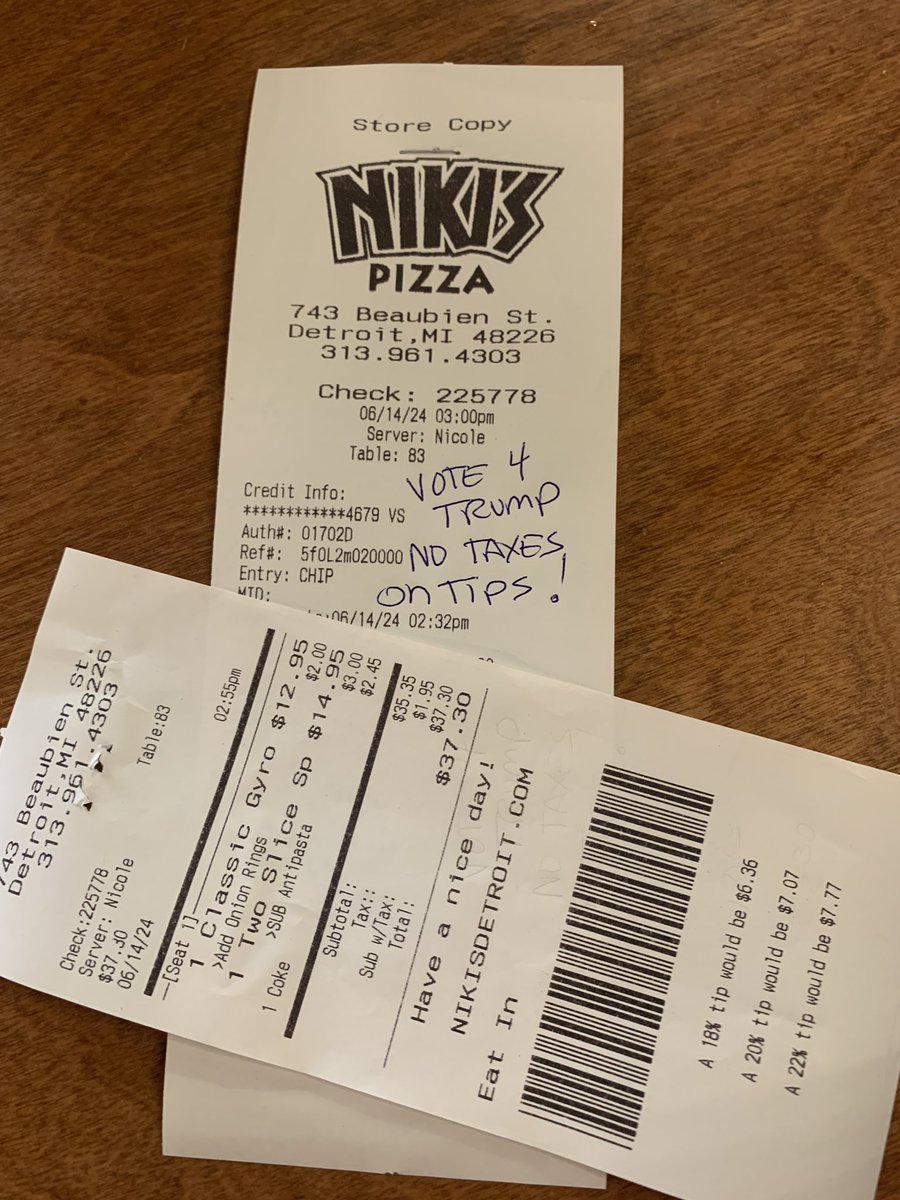 Store Copy
NIKI'S
PIZZA
743 Beaubien St.
Detroit,MI 48226
313.961.4303
Check: 225778
06/14/24 03:00pm
Server: Nicole
Table: 83
Credit Info:
************4679 VS
Auth#: 01702D
Ref#: 5f0L2m020000
Entry: CHIP
MID:
:06/14/24 02:32pm
VOTE 4
TRUMP
NO TAXES
On TIPS!
743 Beaubien St.
Detroit,MI 48226
313.961.4303
Table:83
Check:225778
Server: Nicole
$37.30
06/14/24
02:55pm
—[Seat 1]—
1 Classic Gyro $12.95
>Add Onion Rings $2.00
1 Two Slice Sp $14.95
>SUB Antipasta $3.00
1 Coke $2.45
Subtotal: $35.35
Tax:: $1.95
Sub w/Tax: $37.30
Total: $37.30
Have a nice day!
NIKISDETROIT.COM
Eat In
A 18% tip would be $6.36
A 20% tip would be $7.07
A 22% tip would be $7.77